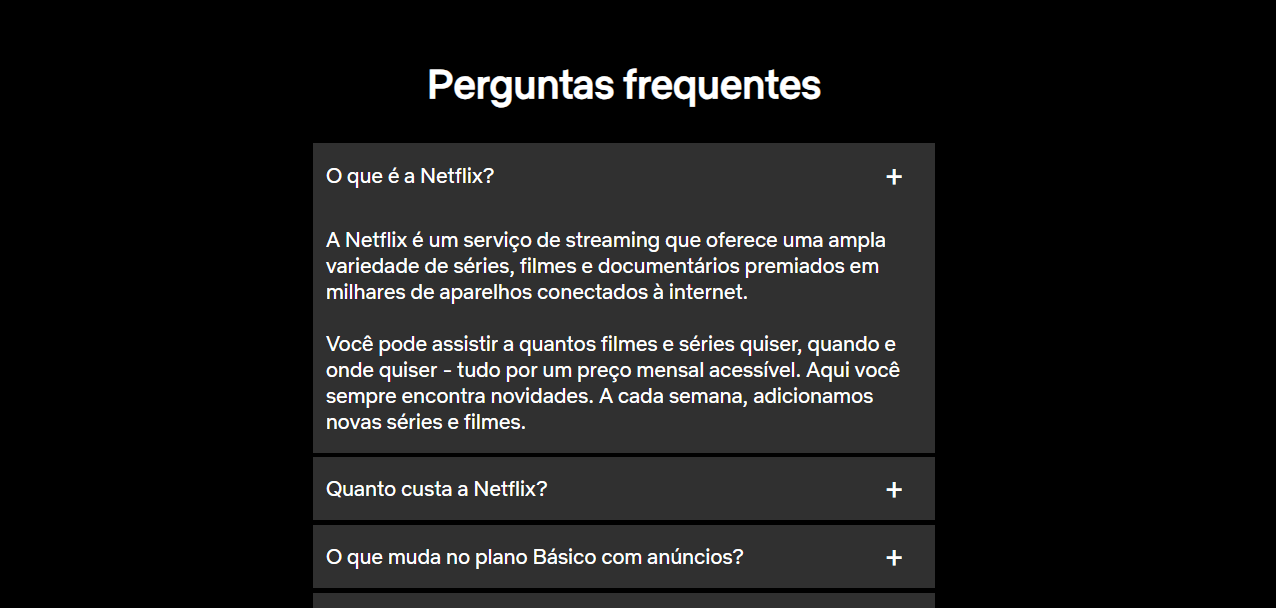 Perguntas frequentes
O que é a Netflix? +
A Netflix é um serviço de streaming que oferece uma ampla
variedade de séries, filmes e documentários premiados em
milhares de aparelhos conectados à internet.
Você pode assistir a quantos filmes e séries quiser, quando e
onde quiser – tudo por um preço mensal acessível. Aqui você
sempre encontra novidades. A cada semana, adicionamos
novas séries e filmes.
Quanto custa a Netflix? +
O que muda no plano Básico com anúncios? +